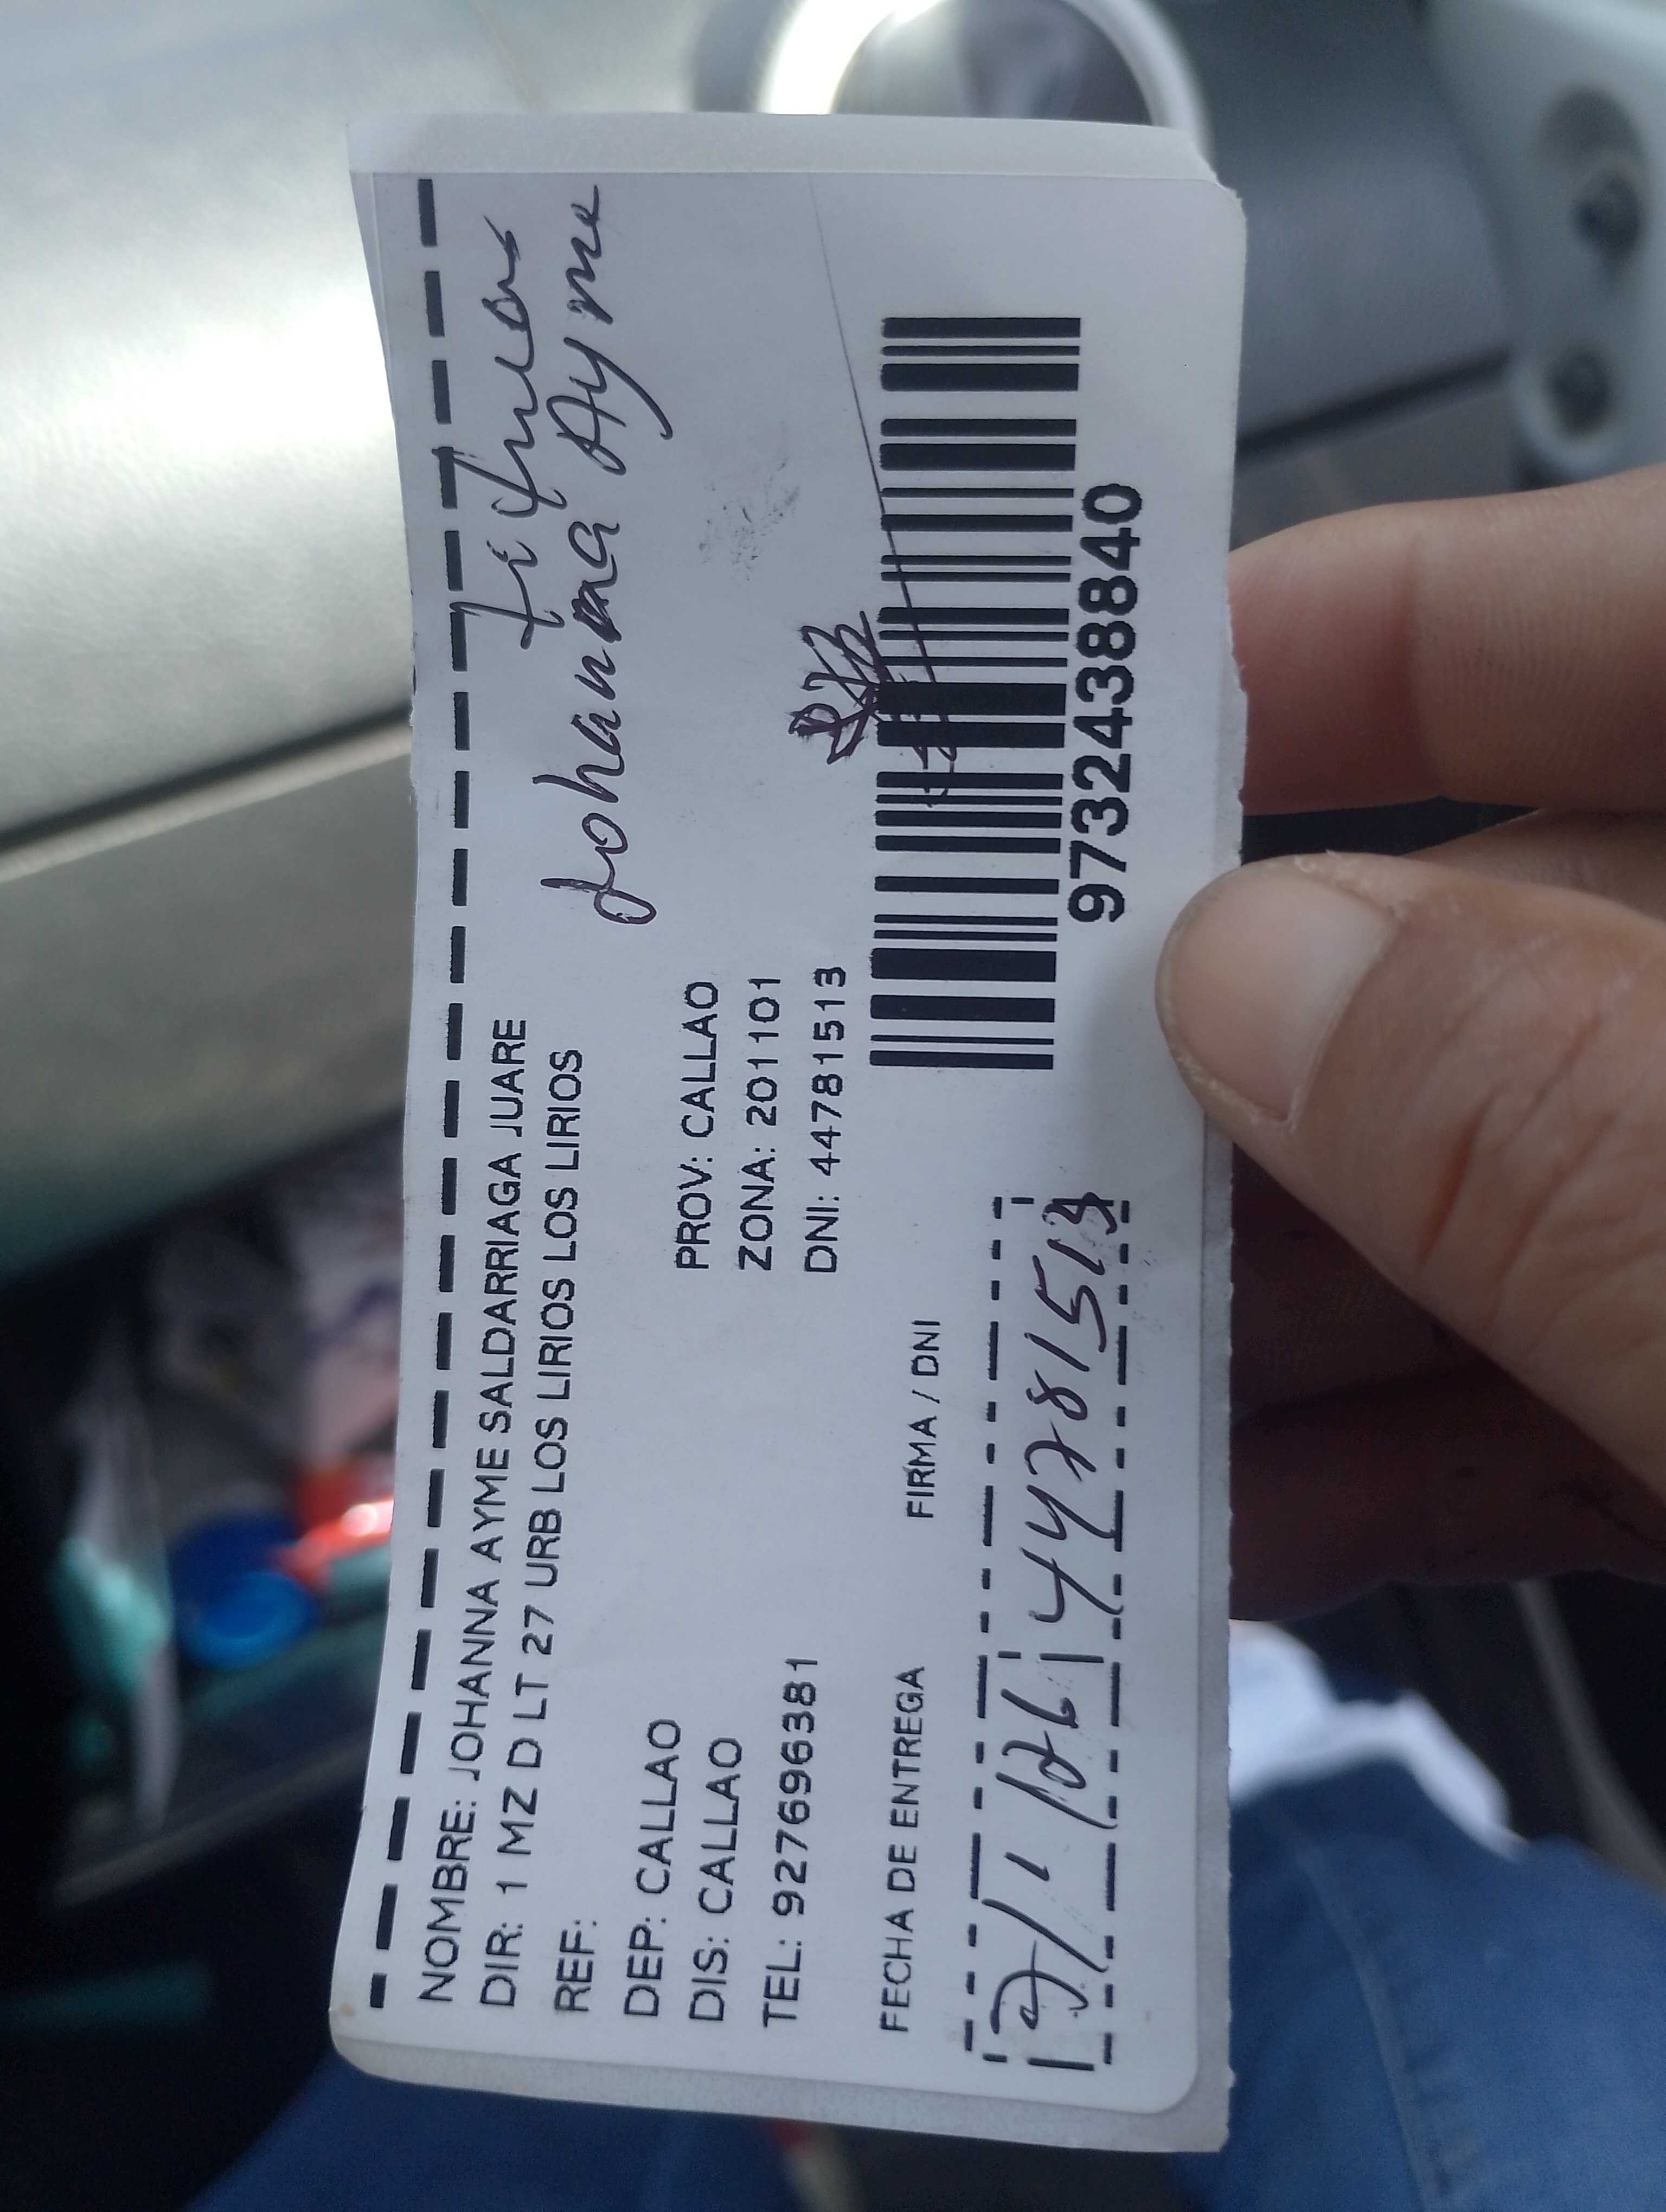 NOMBRE: JOHANNA AYME SALDARRIAGA JUARE
DIR: 1 MZ D LT 27 URB LOS LIRIOS LOS LIRIOS
REF:
Johanna Ayme
DEP: CALLAO
PROV: CALLAO
DIS: CALLAO
ZONA: 201101
TEL: 927696381
DNI: 44781513
FECHA DE ENTREGA
FIRMA / DNI
44781513
9732438840